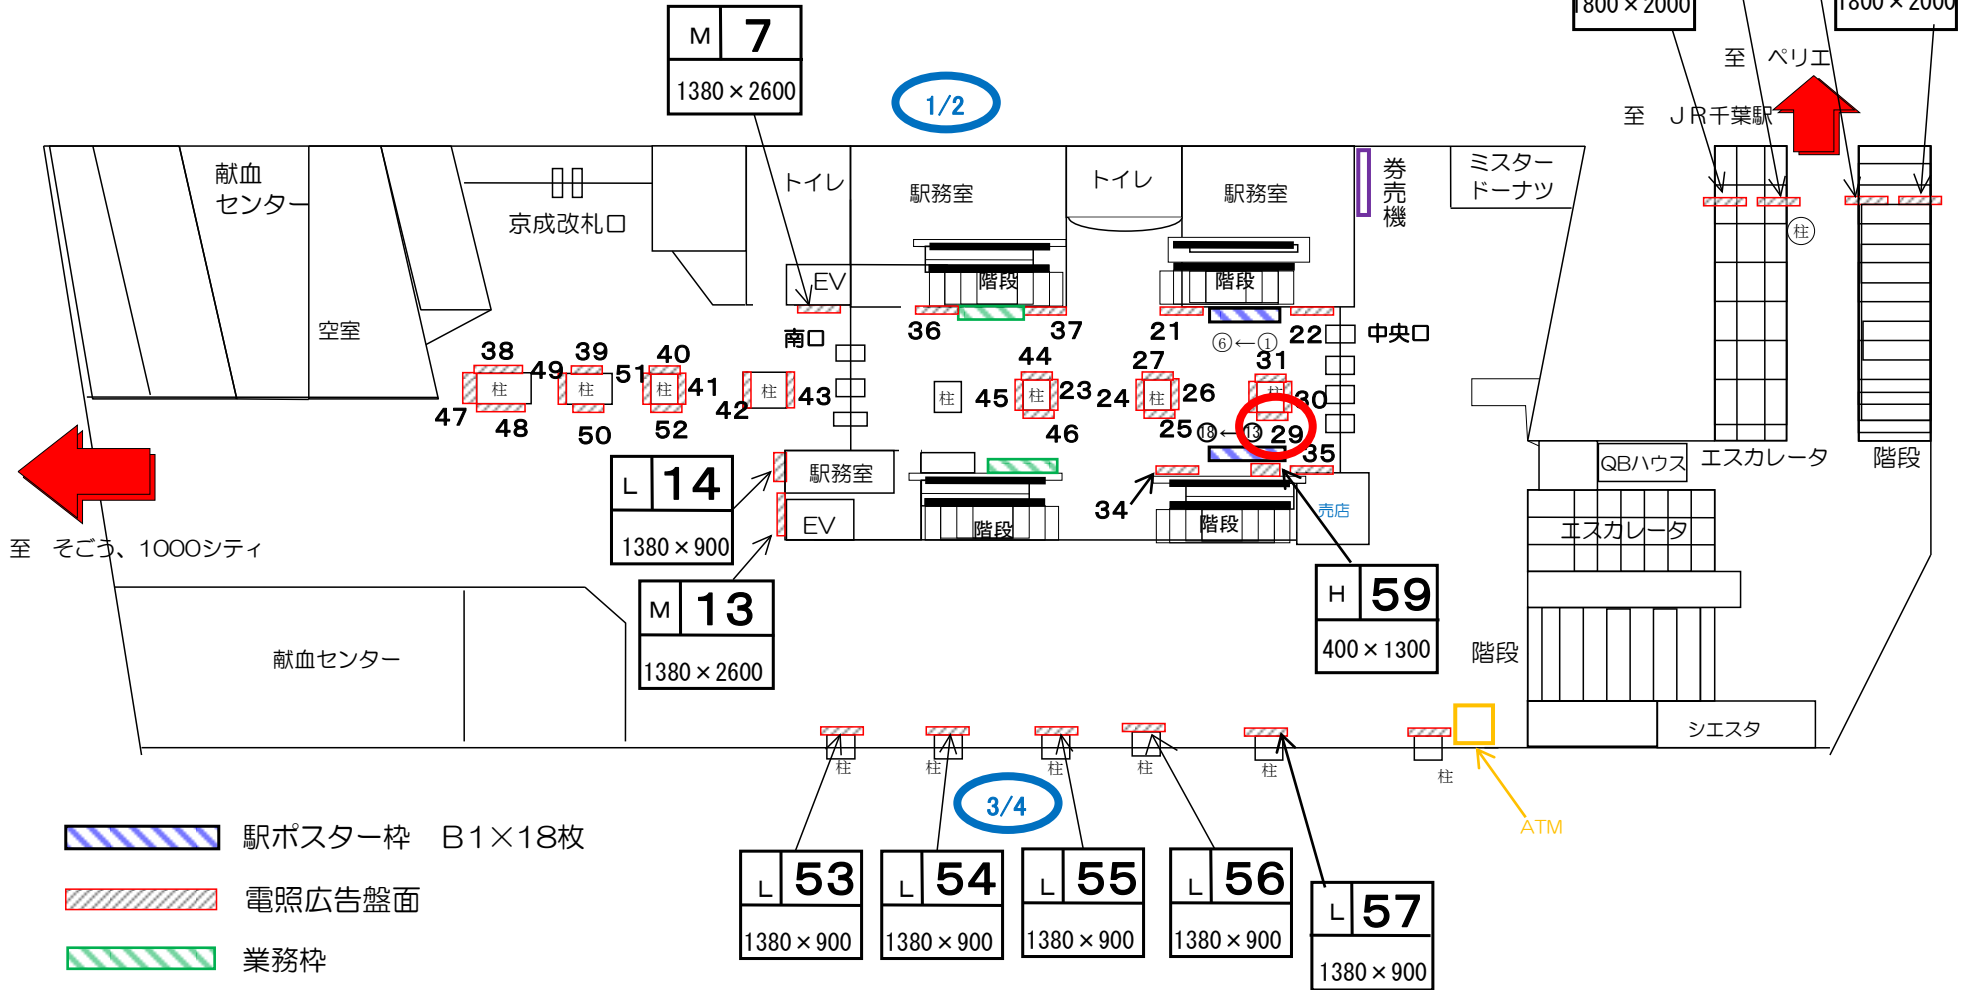 1800×2000
1800×2000
M 7
1380×2600
1/2
至 ペリエ
至 JR千葉駅
献血
センター
京成改札口
トイレ
駅務室
トイレ
駅務室
券売機
ミスター
ドーナツ
柱
EV
階段
階段
空室
南口
36
37
21
22
中央口
⑥←①
38
49
39
51
40
44
27
31
柱
柱
柱
41
柱
43
柱
45
柱
23
24
柱
26
柱
30
47
48
50
52
42
46
25
⑱←⑬
29
35
L 14
1380×900
駅務室
EV
階段
34
階段
売店
QBハウス
エスカレータ
階段
エスカレータ
至 そごう、1000シティ
M 13
1380×2600
H 59
400×1300
階段
献血センター
シエスタ
柱
柱
柱
柱
柱
柱
3/4
ATM
駅ポスター枠 B1×18枚
電照広告盤面
業務枠
L 53
1380×900
L 54
1380×900
L 55
1380×900
L 56
1380×900
L 57
1380×900